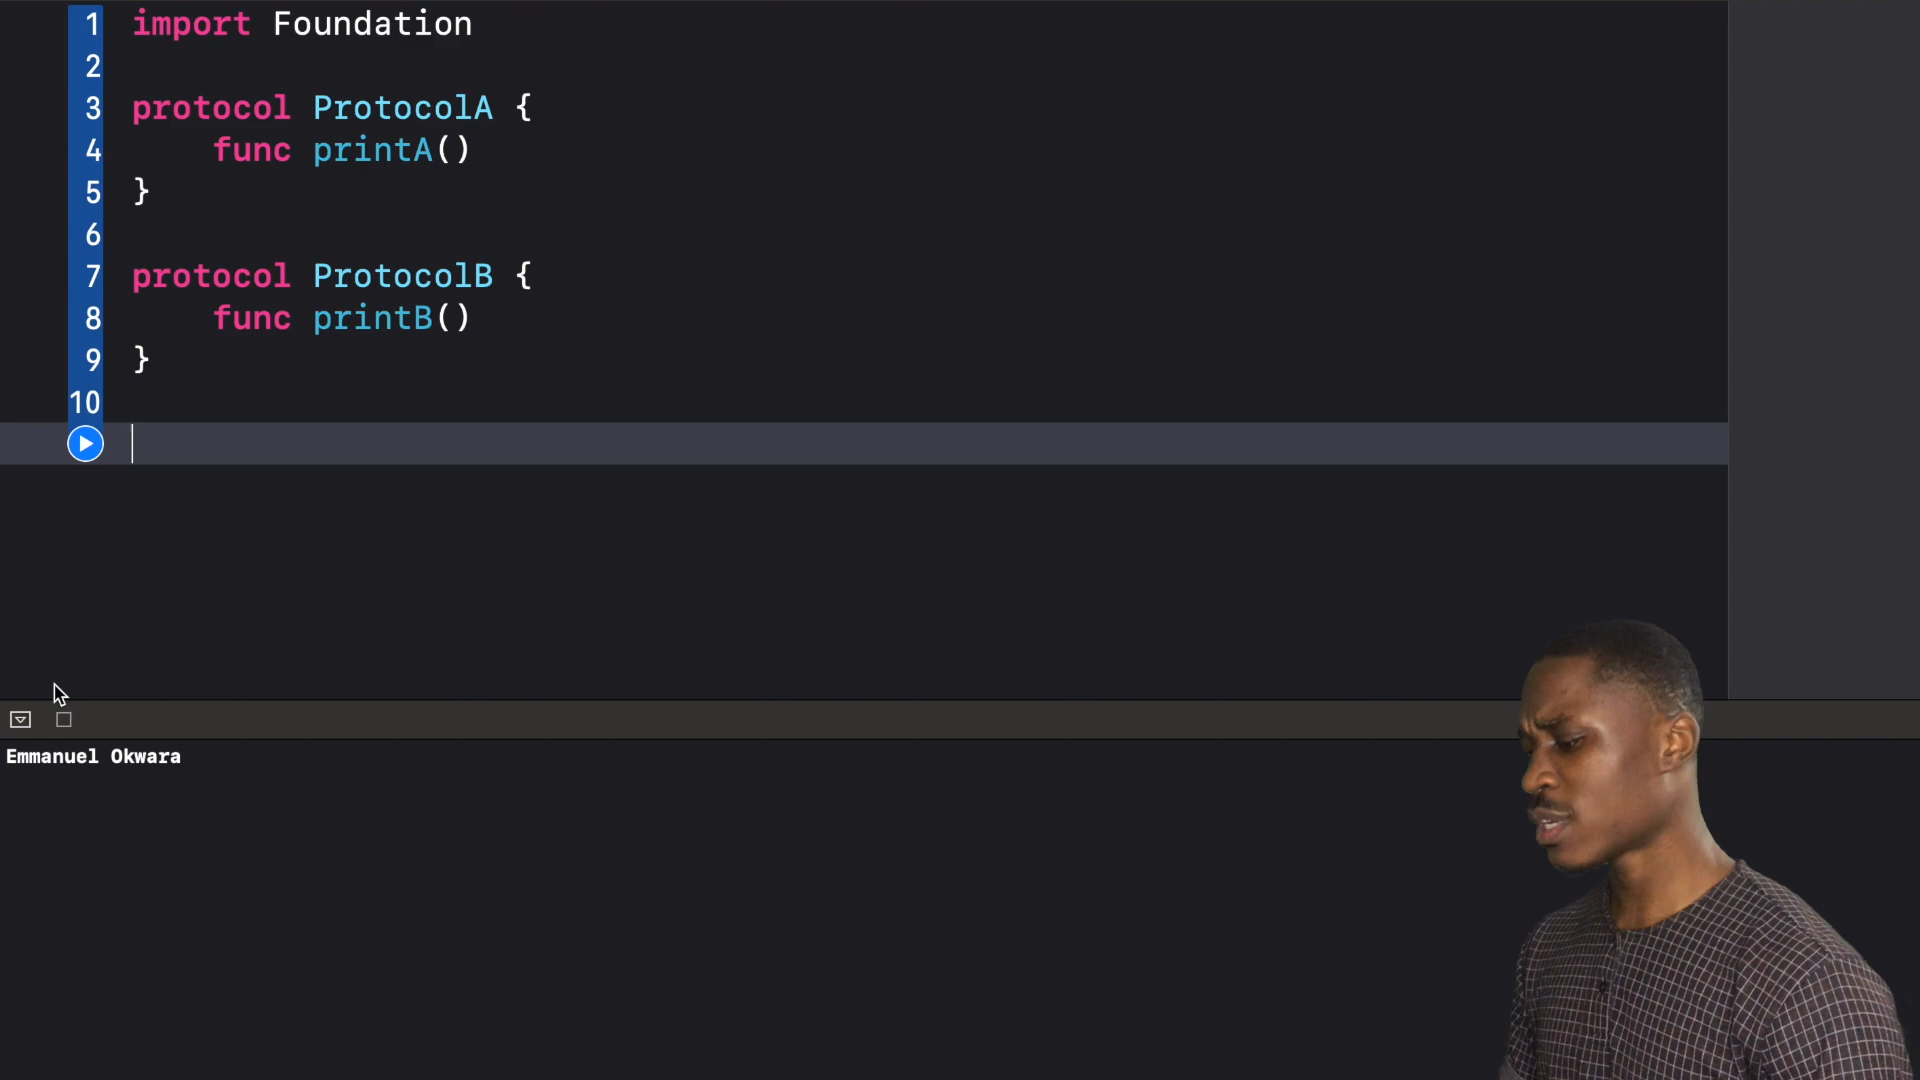 1 import Foundation
2
3 protocol ProtocolA {
4 func printA()
5 }
6
7 protocol ProtocolB {
8 func printB()
9 }
10
Emmanuel Okwara